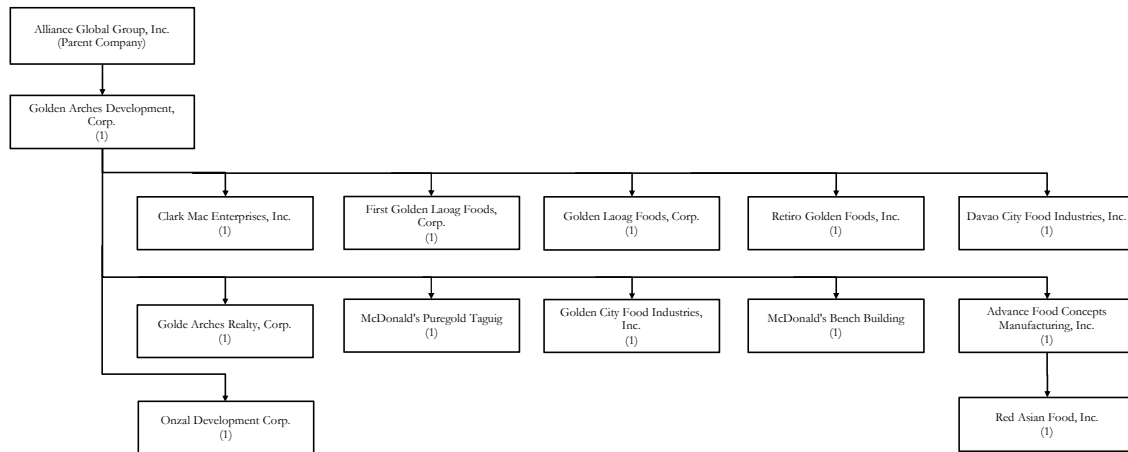 Alliance Global Group, Inc.
(Parent Company)
Golden Arches Development,
Corp.
(1)
Clark Mac Enterprises, Inc.
(1)
First Golden Laoag Foods,
Corp.
(1)
Golden Laoag Foods, Corp.
(1)
Retiro Golden Foods, Inc.
(1)
Davao City Food Industries, Inc.
(1)
Golde Arches Realty, Corp.
(1)
McDonald's Puregold Taguig
(1)
Golden City Food Industries,
Inc.
(1)
McDonald's Bench Building
(1)
Advance Food Concepts
Manufacturing, Inc.
(1)
Onzal Development Corp.
(1)
Red Asian Food, Inc.
(1)